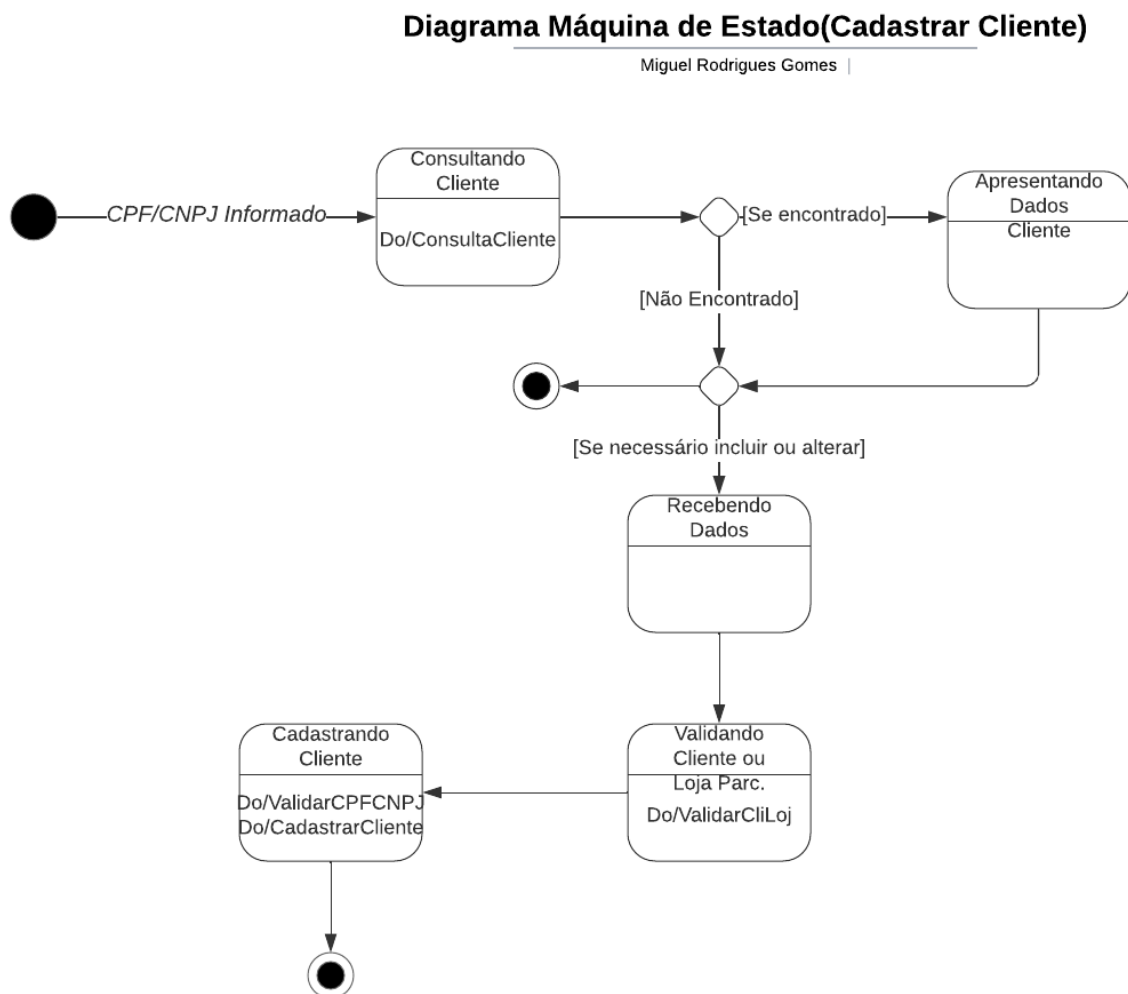 Diagrama Máquina de Estado(Cadastrar Cliente)
Miguel Rodrigues Gomes
Consultando
Cliente
Do/ConsultaCliente
CPF/CNPJ Informado
[Se encontrado]
Apresentando
Dados
Cliente
[Não Encontrado]
[Se necessário incluir ou alterar]
Recebendo
Dados
Validando
Cliente ou
Loja Parc.
Do/ValidarCliLoj
Cadastrando
Cliente
Do/ValidarCPFCNPJ
Do/CadastrarCliente